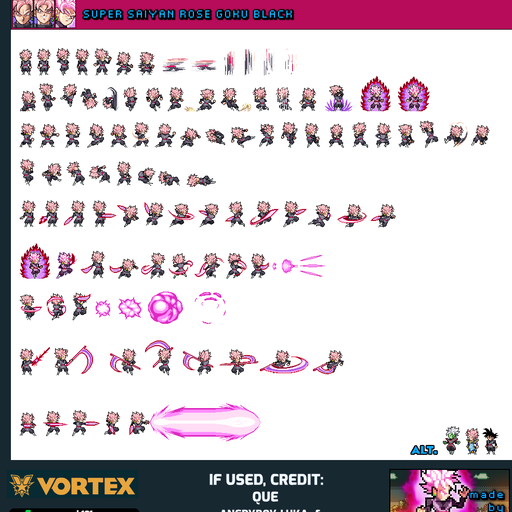 SUPER SAIYAN ROSE GOKU BLACK
ALT.
VORTEX
IF USED, CREDIT:
QUE
made
by